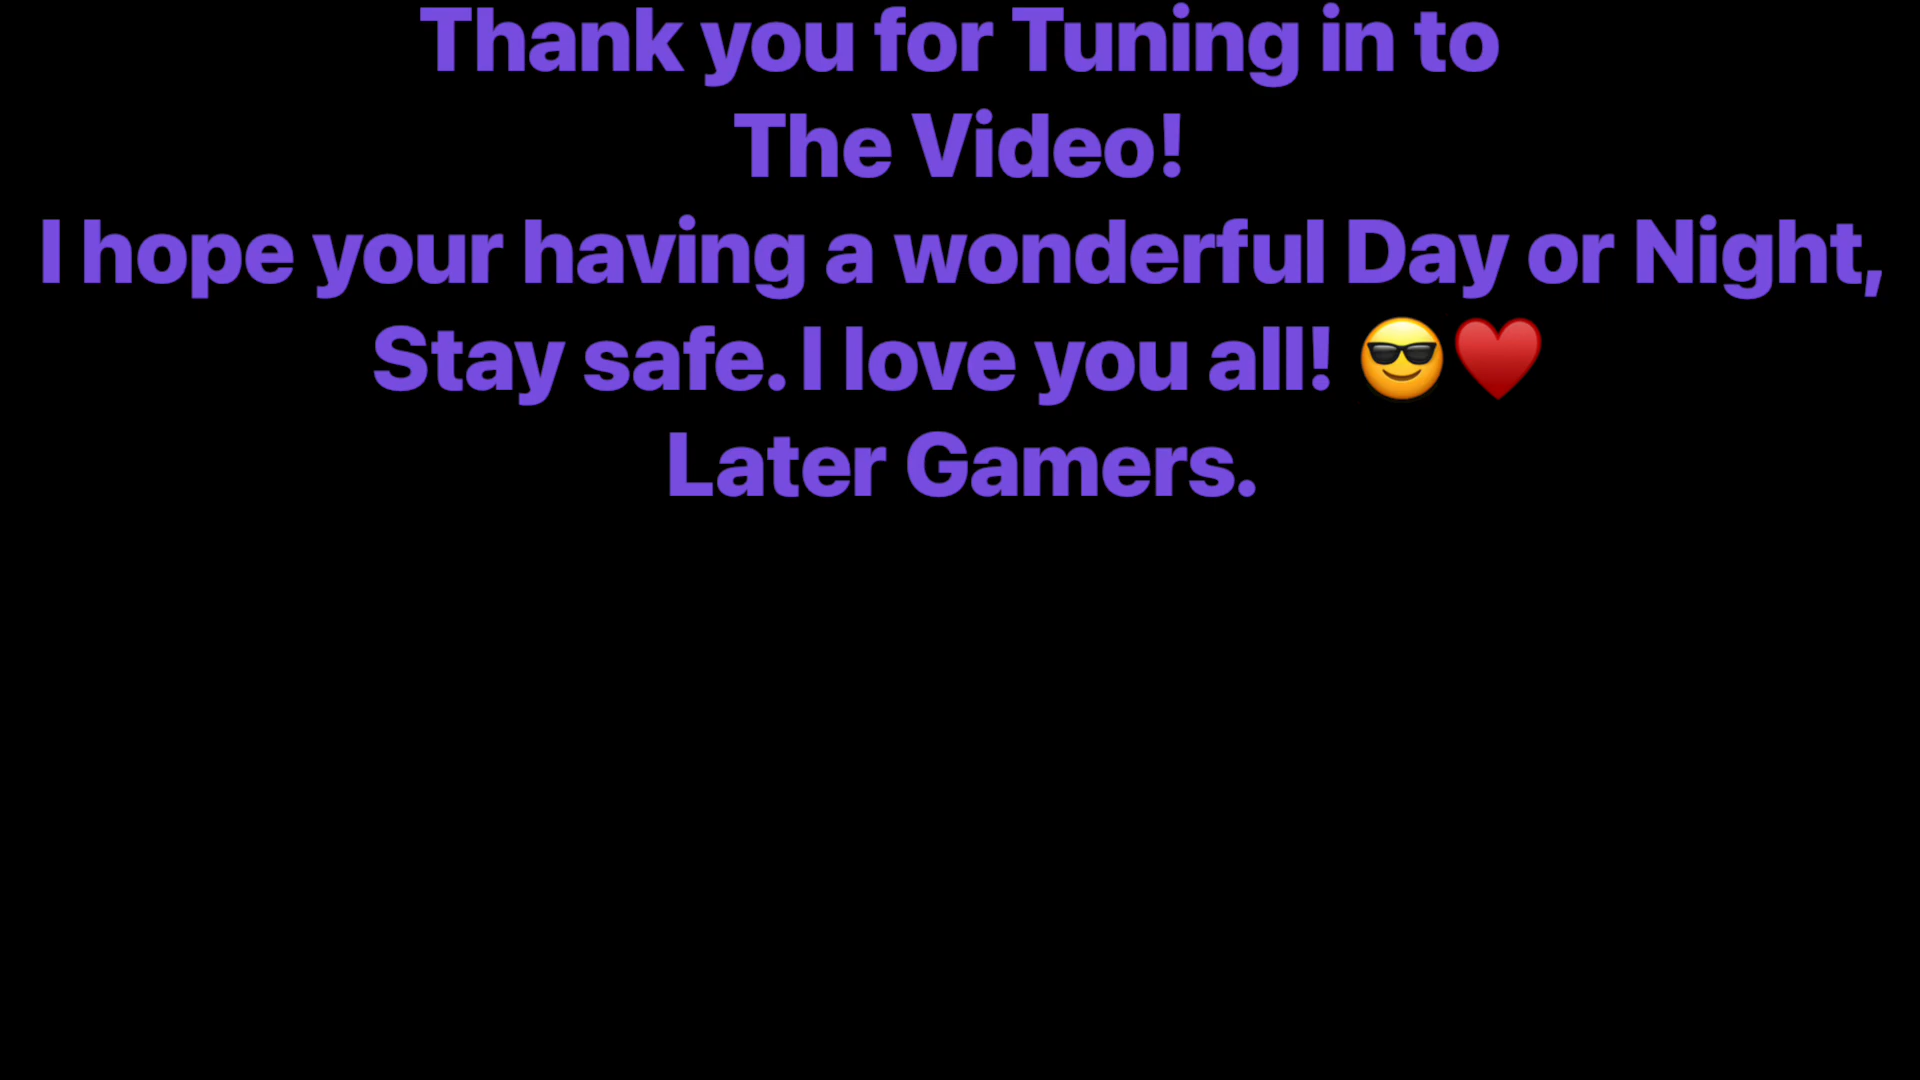 Thank you for Tuning in to
The Video!
I hope your having a wonderful Day or Night,
Stay safe. I love you all! 😎♥️
Later Gamers.